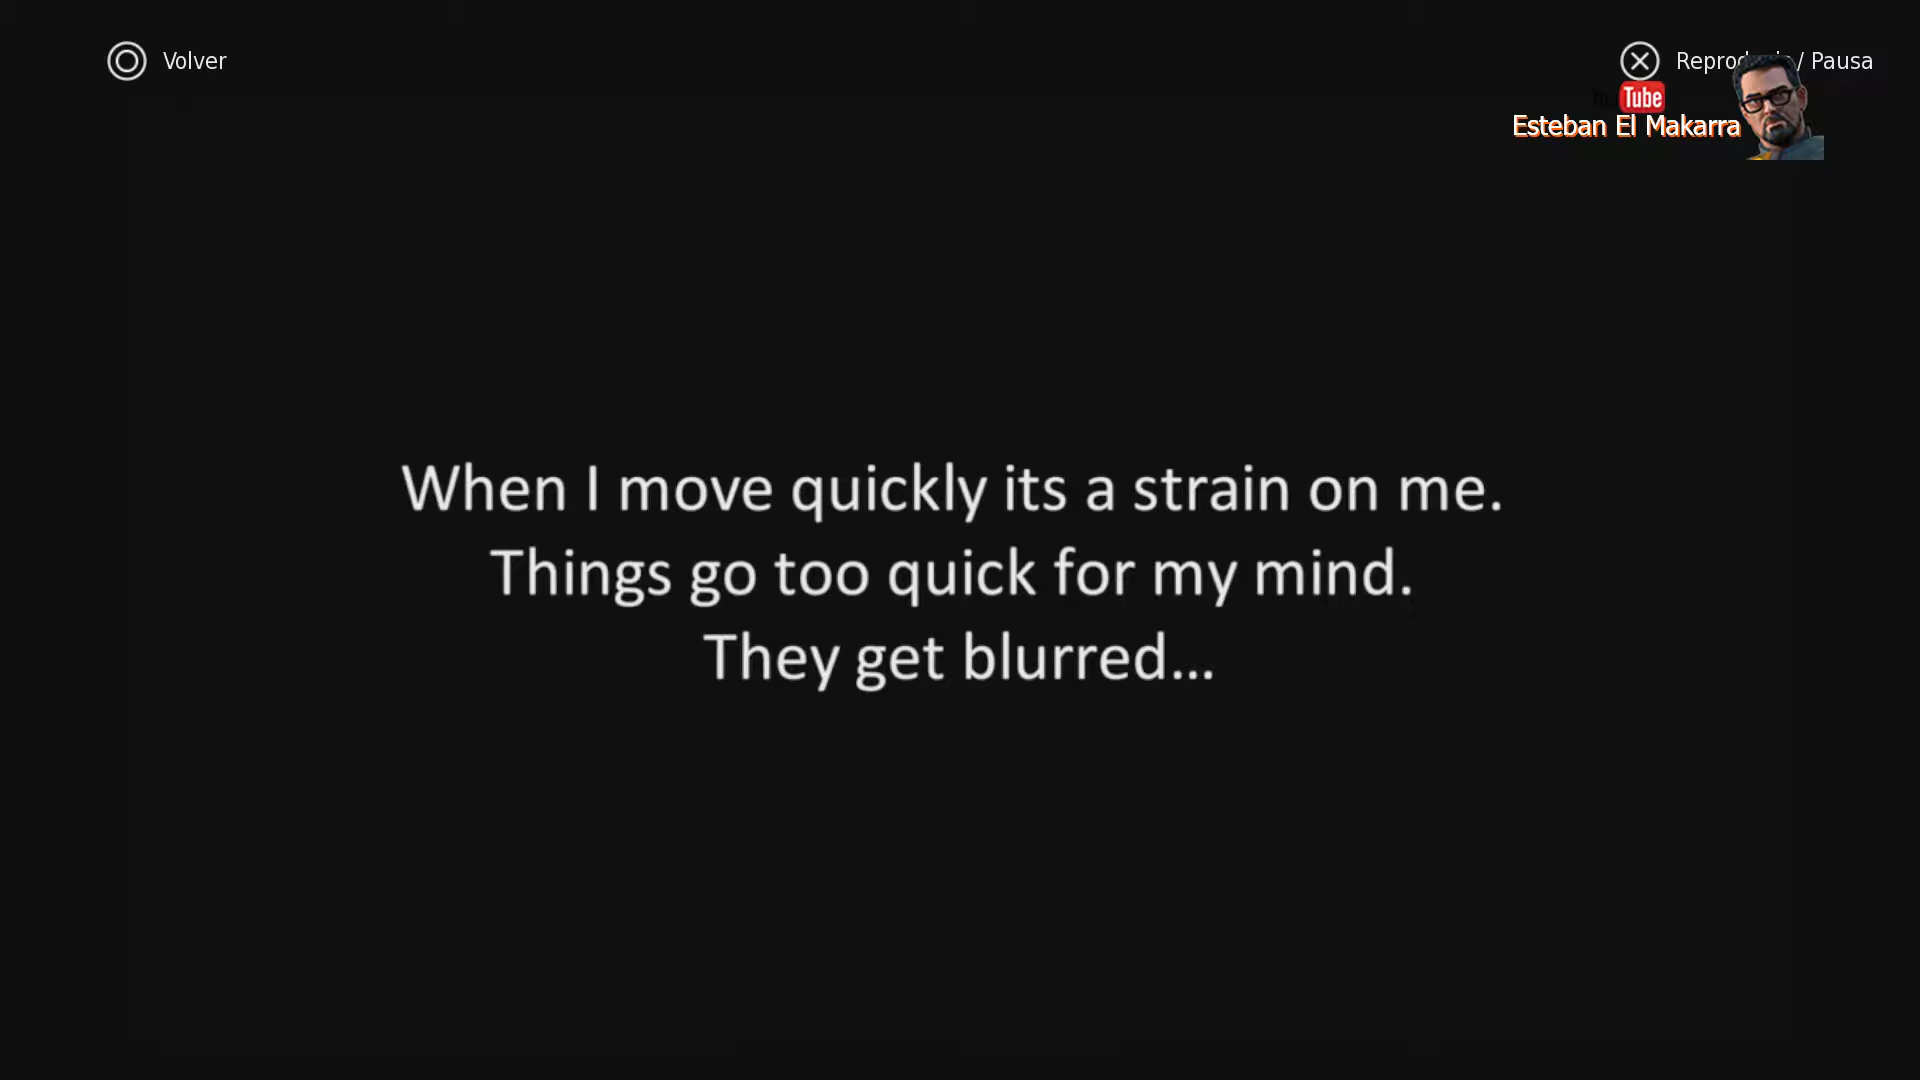 Volver
/ Pausa
Tube
Esteban El Makarra
When I move quickly its a strain on me.
Things go too quick for my mind.
They get blurred...